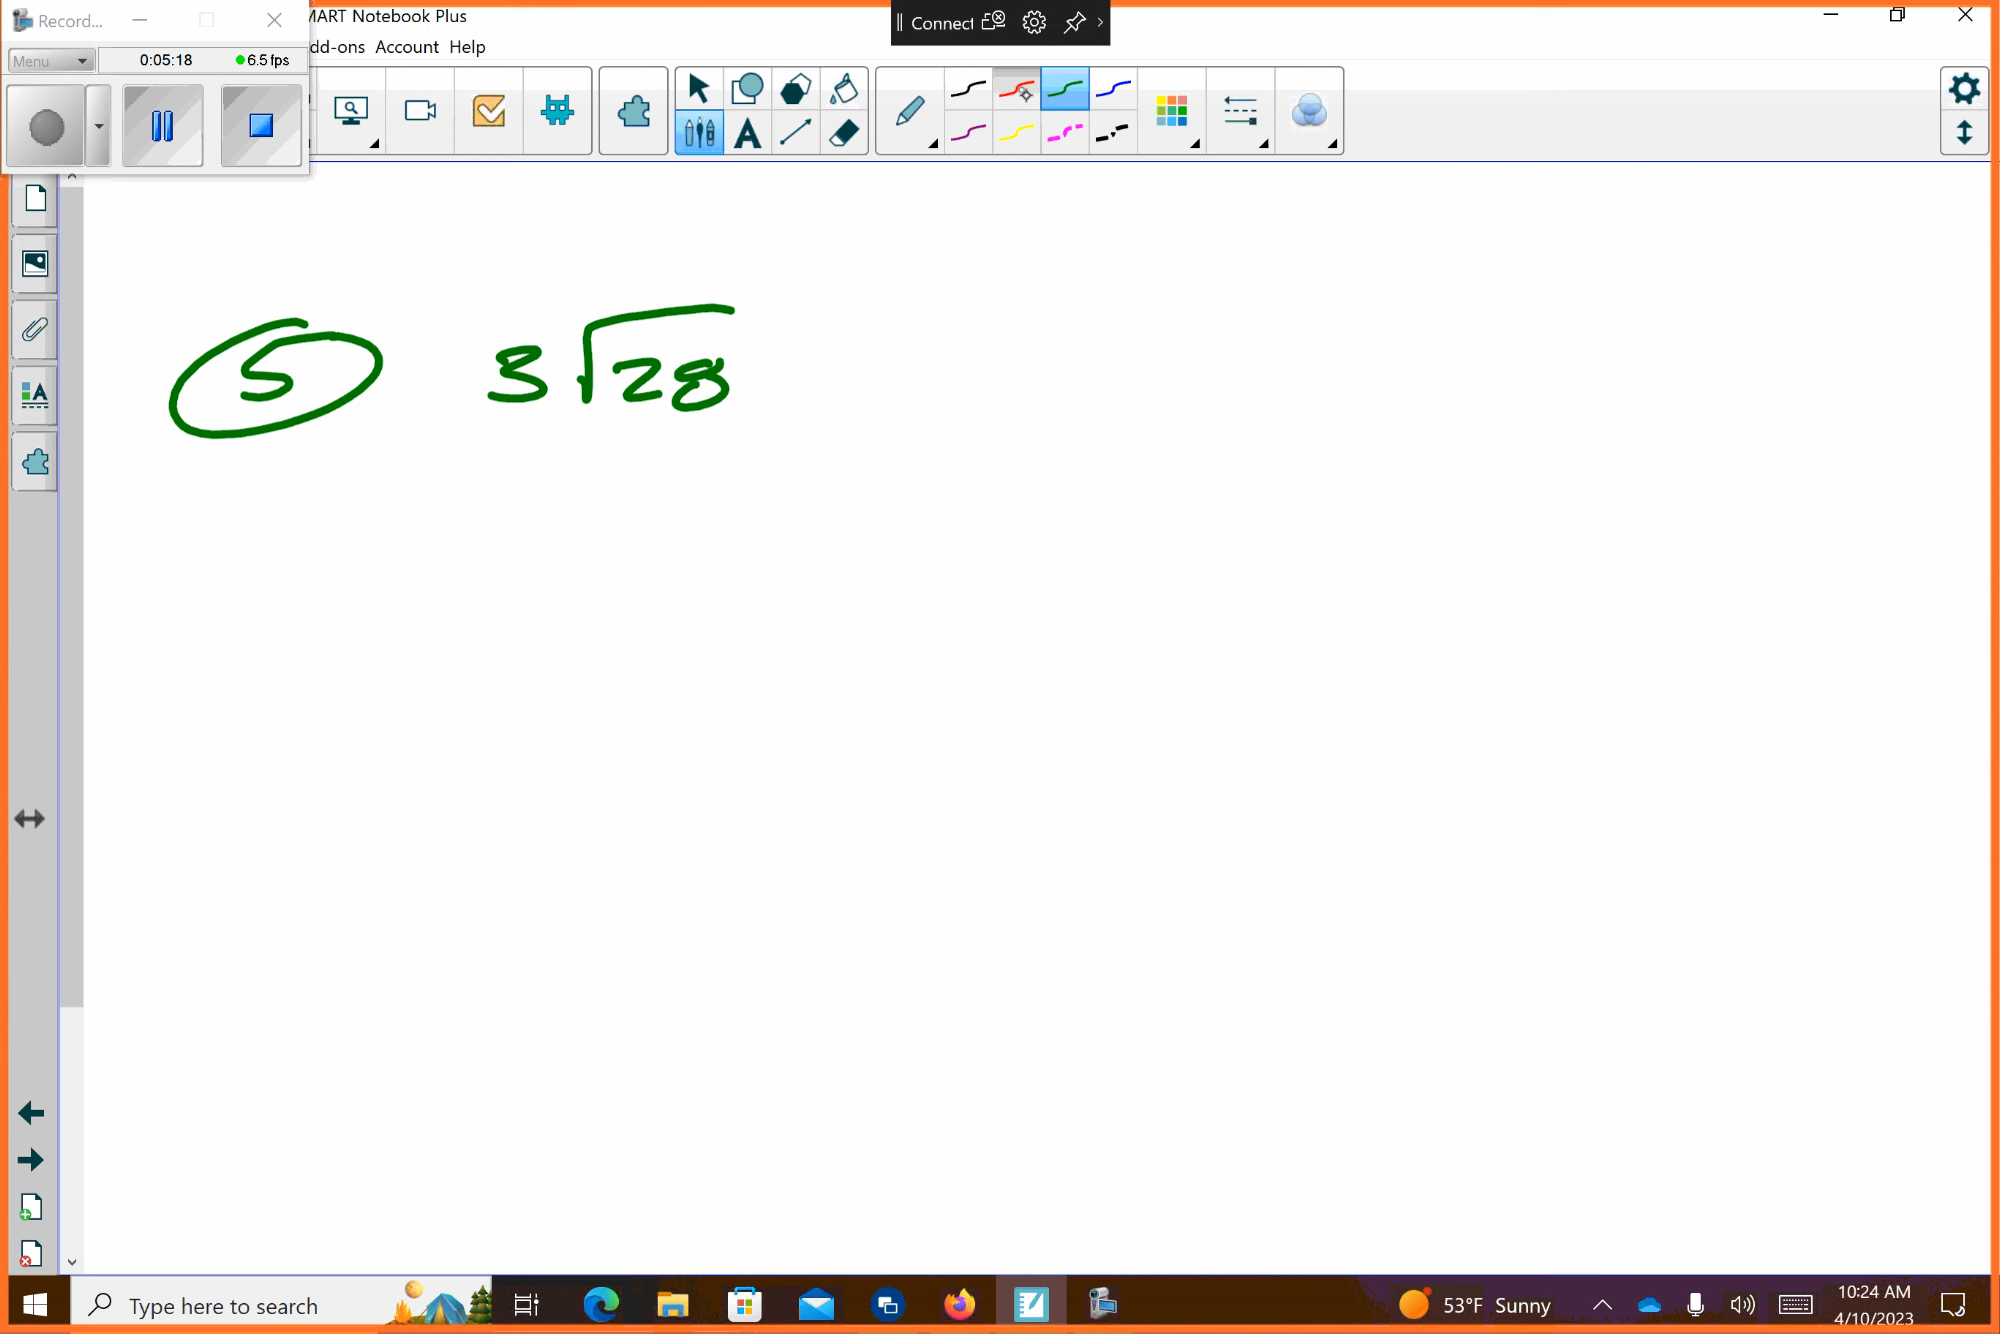 Record...
MART Notebook Plus
Connect
dd-ons Account Help
Menu 0:05:18 6.5 fps
A
A
5 3√28
Type here to search
53°F Sunny
10:24 AM
4/10/2023